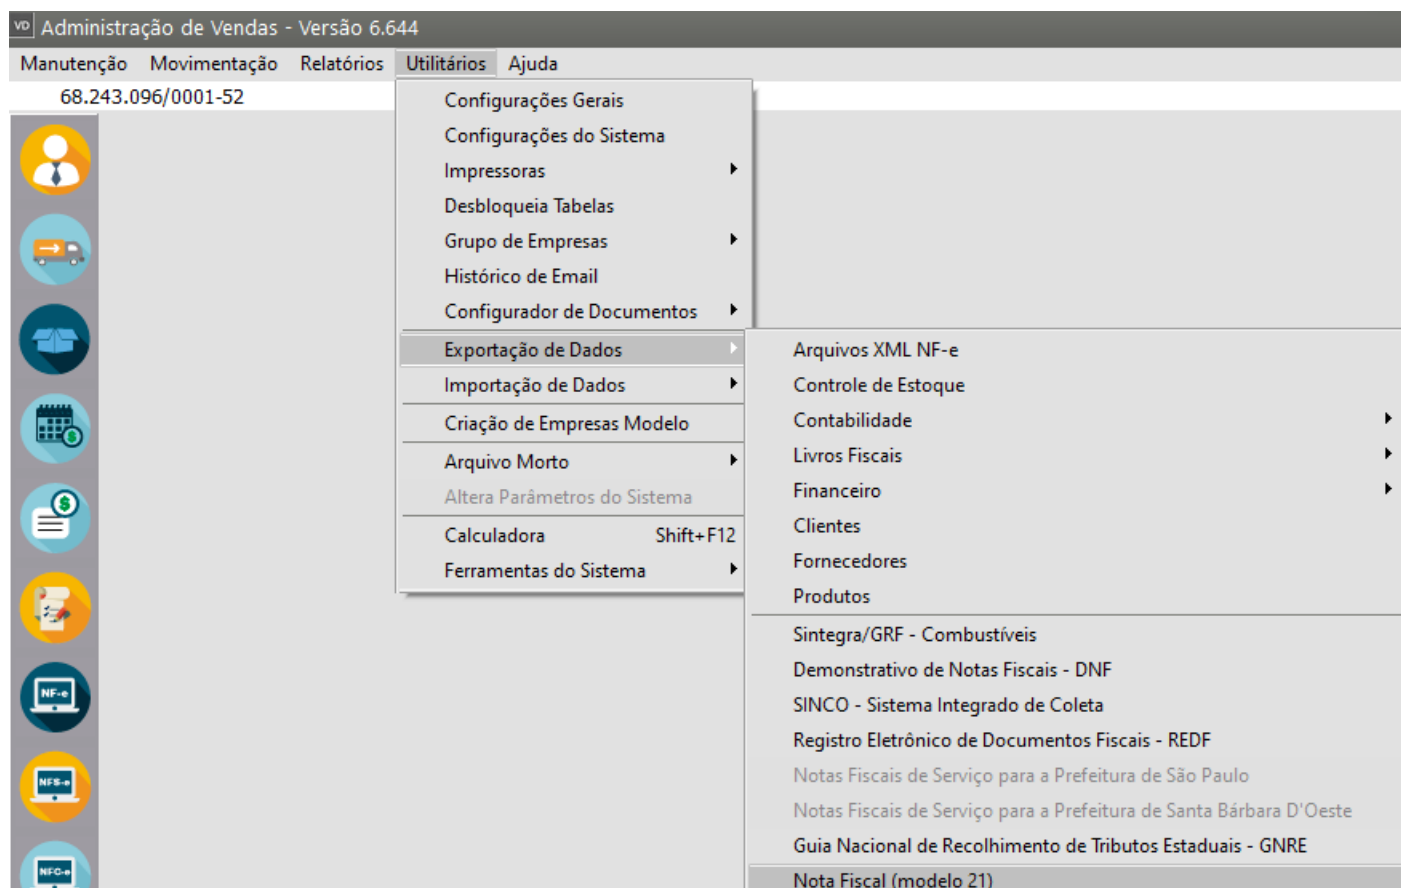 VD Administração de Vendas - Versão 6.644
Manutenção Movimentação Relatórios Utilitários Ajuda
68.243.096/0001-52
Configurações Gerais
Configurações do Sistema
Impressoras
Desbloqueia Tabelas
Grupo de Empresas
Histórico de Email
Configurador de Documentos
Exportação de Dados
Importação de Dados
Criação de Empresas Modelo
Arquivo Morto
Altera Parâmetros do Sistema
Calculadora Shift+F12
Ferramentas do Sistema
Arquivos XML NF-e
Controle de Estoque
Contabilidade
Livros Fiscais
Financeiro
Clientes
Fornecedores
Produtos
Sintegra/GRF - Combustíveis
Demonstrativo de Notas Fiscais - DNF
SINCO - Sistema Integrado de Coleta
Registro Eletrônico de Documentos Fiscais - REDF
Notas Fiscais de Serviço para a Prefeitura de São Paulo
Notas Fiscais de Serviço para a Prefeitura de Santa Bárbara D'Oeste
Guia Nacional de Recolhimento de Tributos Estaduais - GNRE
Nota Fiscal (modelo 21)
$
$
NF-e
NFS-e
NFC-e